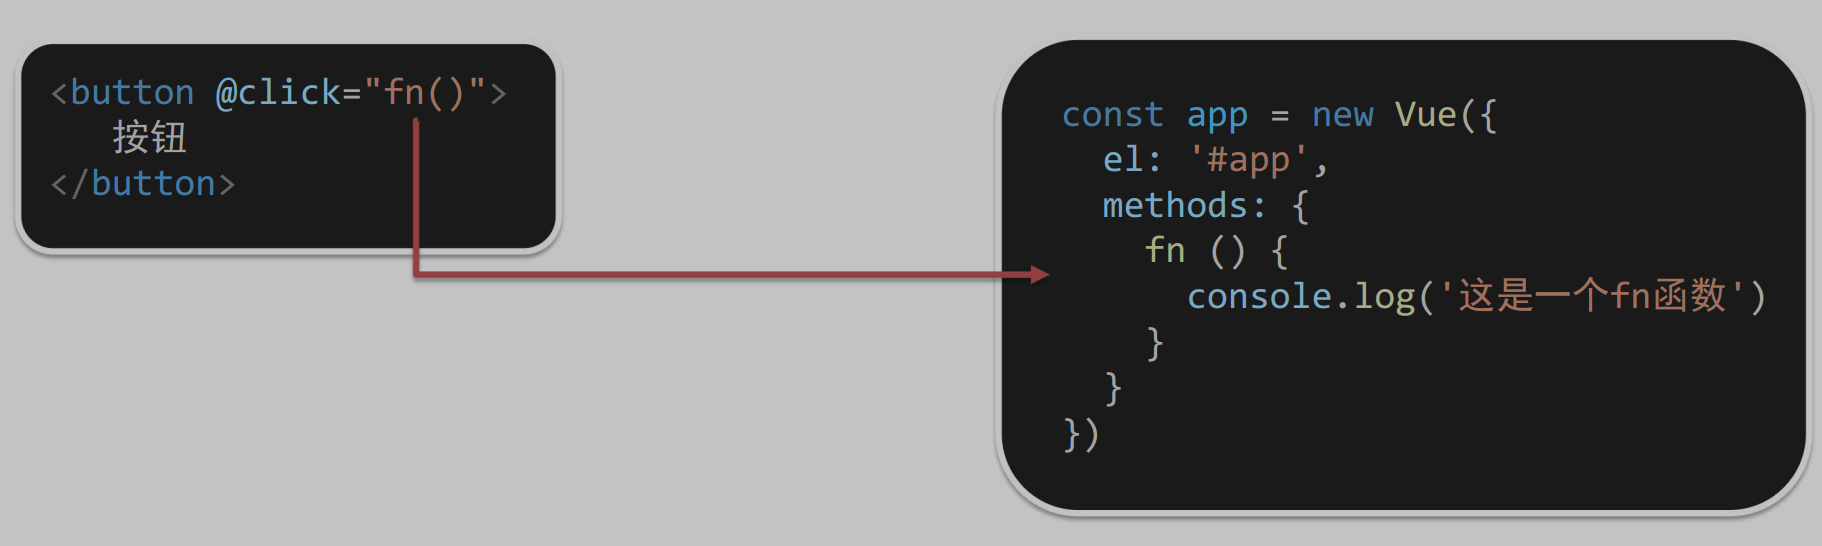 <button @click="fn()">
按钮
</button>
const app = new Vue({
el: '#app',
methods: {
fn () {
console.log('这是一个fn函数')
}
}
})